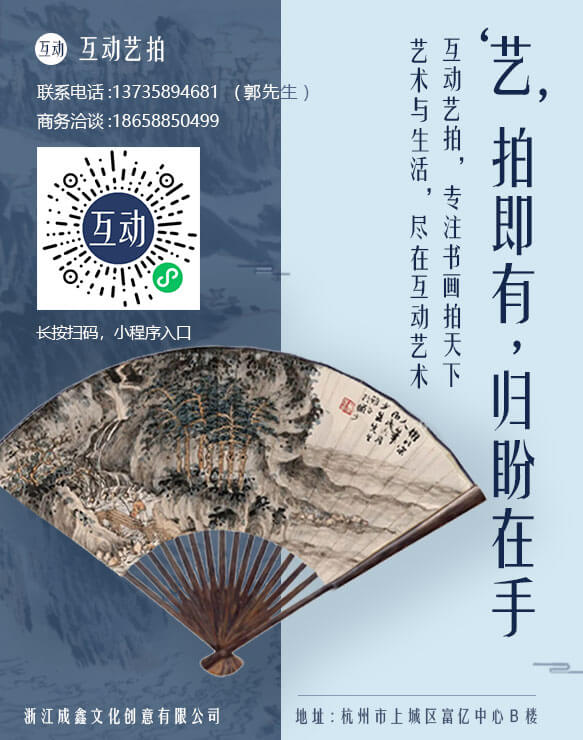 互动 互动艺拍
联系电话:13735894681 （郭先生）
商务洽谈:18658850499
互动
长按扫码，小程序入口
‘艺，拍即有，归盼在手
互动艺拍，专注书画拍天下
艺术与生活，尽在互动艺术
浙江成鑫文化创意有限公司
地址:杭州市上城区富亿中心B楼